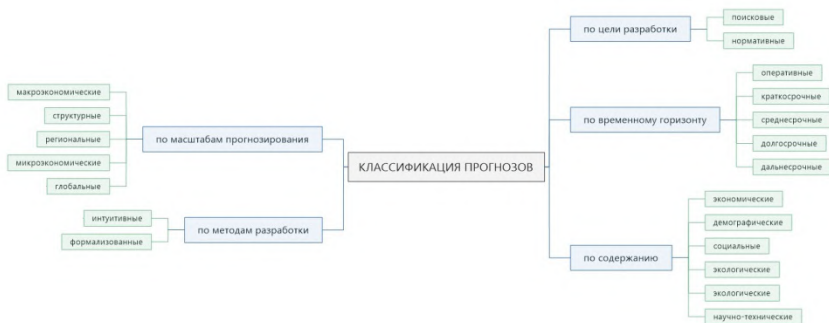 КЛАССИФИКАЦИЯ ПРОГНОЗОВ
по цели разработки
поисковые
нормативные
по временному горизонту
оперативные
краткосрочные
среднесрочные
долгосрочные
дальнесрочные
по содержанию
экономические
демографические
социальные
экологические
экологические
научно-технические
по масштабам прогнозирования
макроэкономические
структурные
региональные
микроэкономические
глобальные
по методам разработки
интуитивные
формализованные